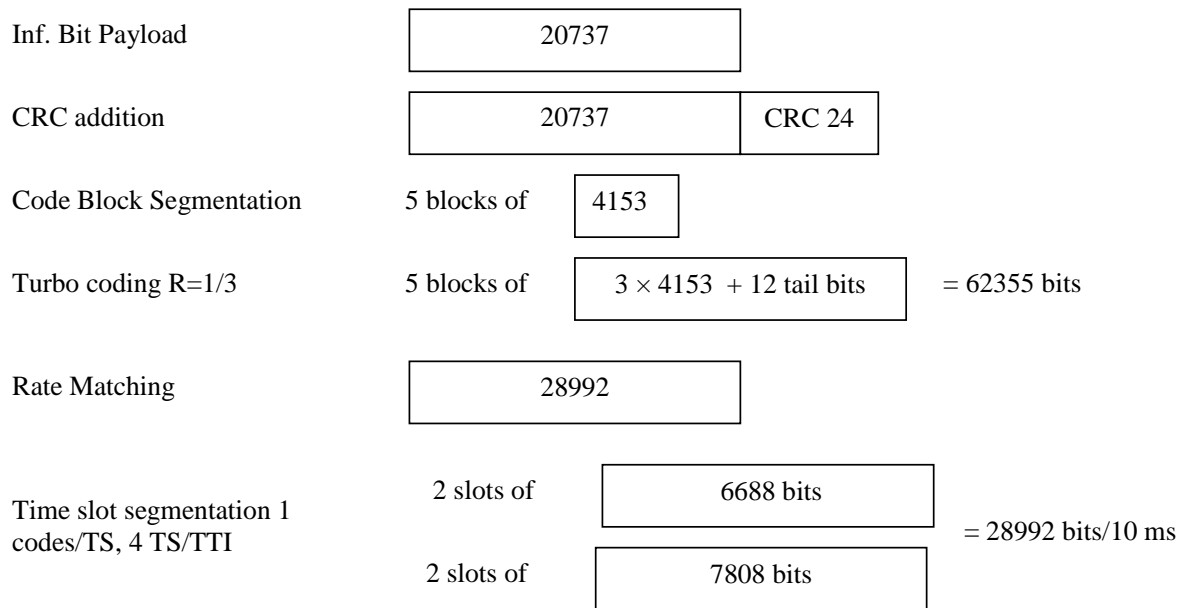 Inf. Bit Payload 20737
CRC addition 20737 CRC 24
Code Block Segmentation 5 blocks of 4153
Turbo coding R=1/3 5 blocks of 3 × 4153 + 12 tail bits = 62355 bits
Rate Matching 28992
2 slots of 6688 bits
Time slot segmentation 1
codes/TS, 4 TS/TTI
= 28992 bits/10 ms
2 slots of 7808 bits